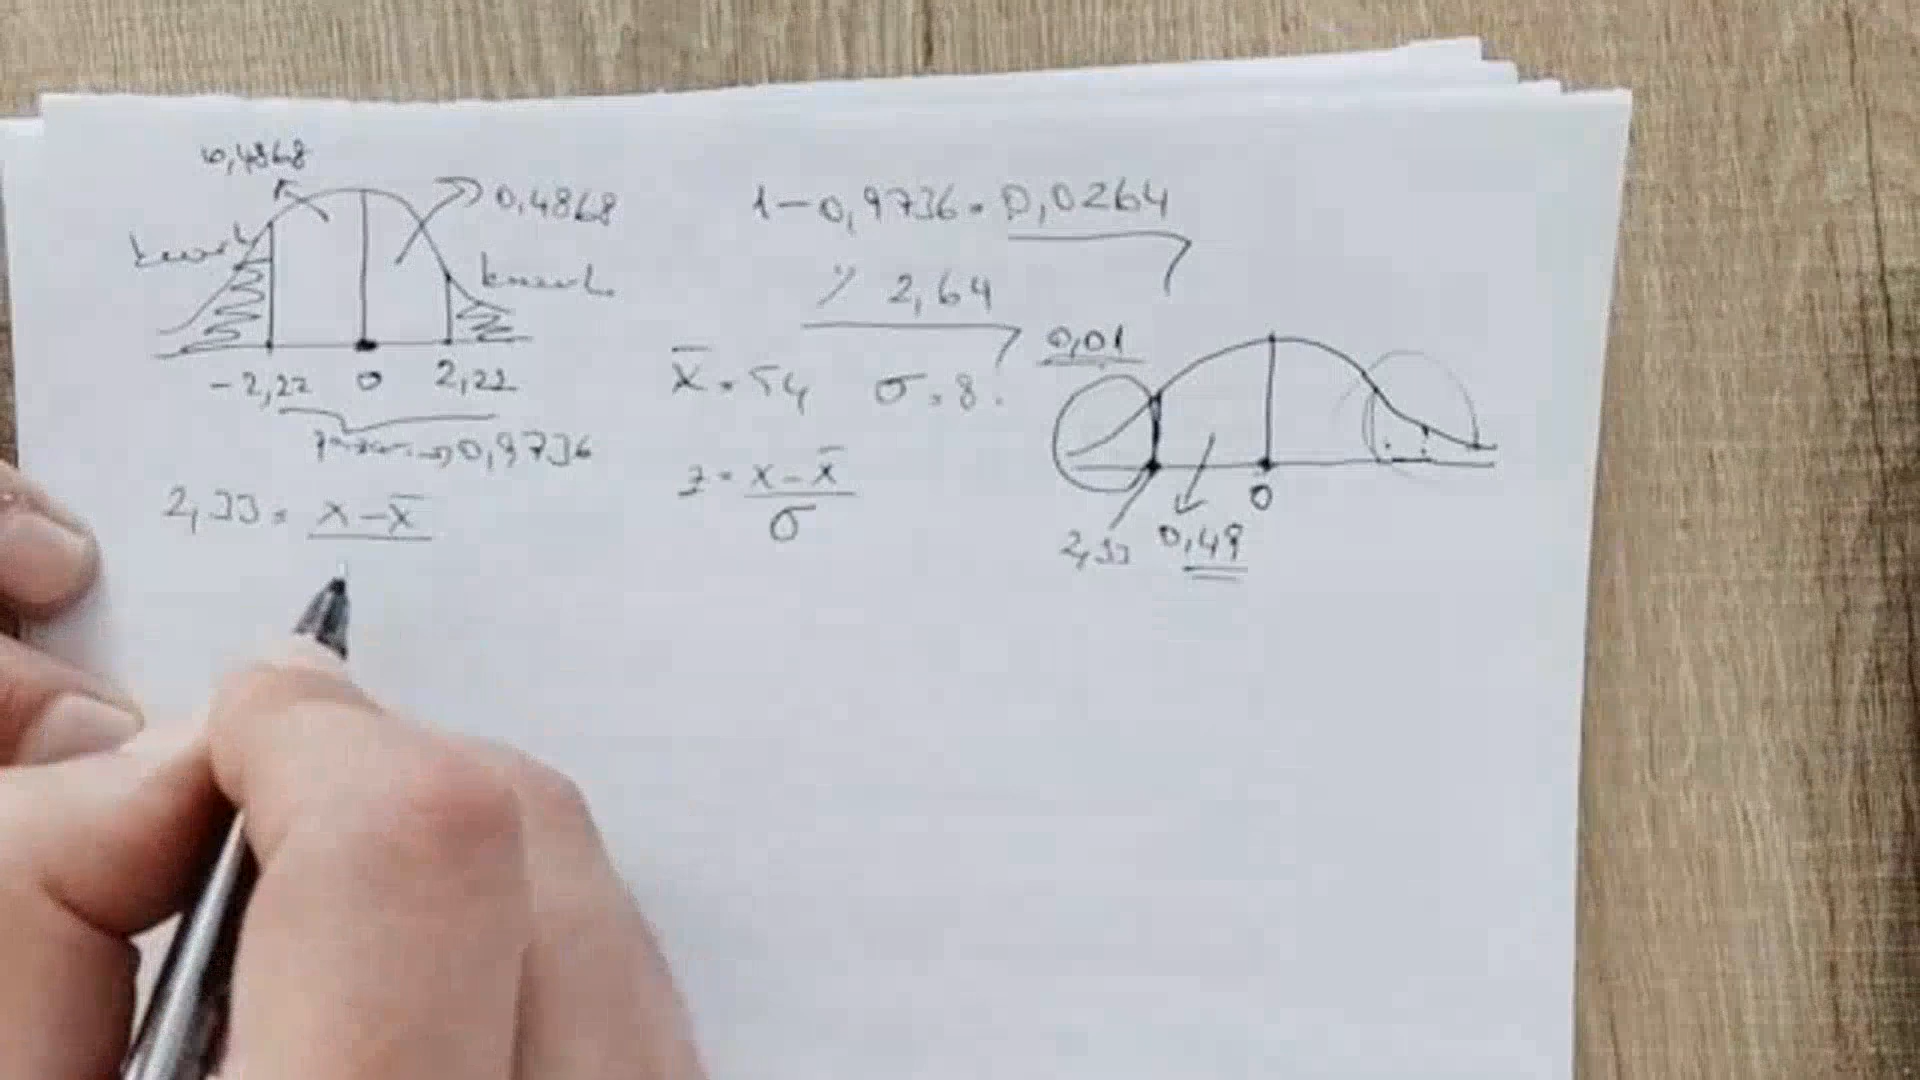 0,4868
0,4868
kuvvetli
-2,22 0 2,22
0,9736
2,33 = x - x̄
1-0,9736=0,0264
% 2,64
x̄=54 σ=8.
z = x - x̄
σ
0,01
0
2,33 0,49